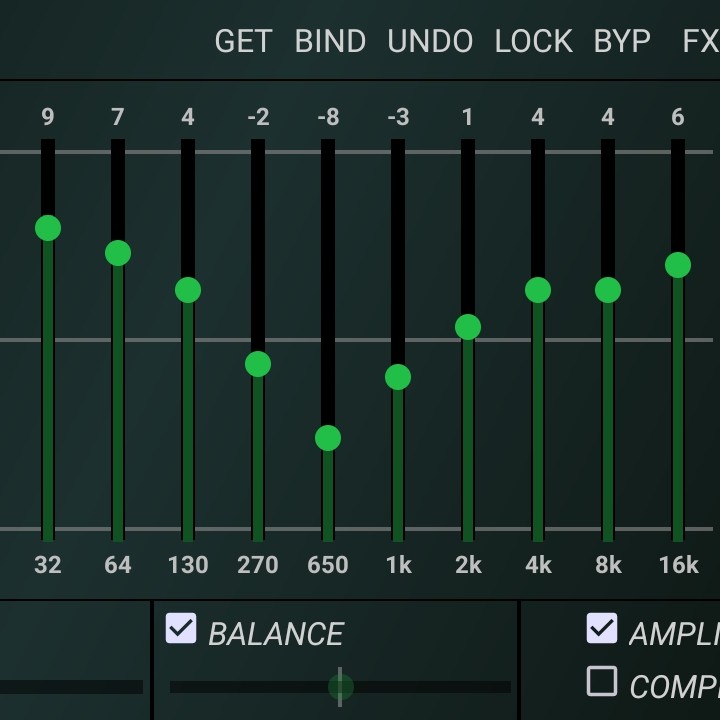 GET BIND UNDO LOCK BYP FX
9 7 4 -2 -8 -3 1 4 4 6
32 64 130 270 650 1k 2k 4k 8k 16k
BALANCE AMPLI
COMP